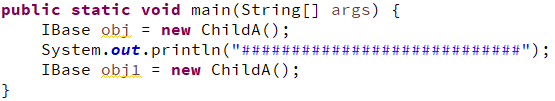 public static void main(String[] args) {
IBase obj = new ChildA();
System.out.println("############################");
IBase obj1 = new ChildA();
}